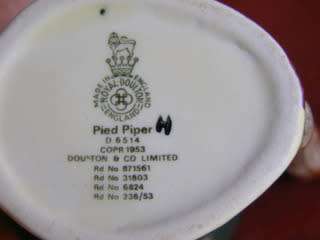 MADE IN ENGLAND
ROYAL DOULTON
ENGLAND
Pied Piper H
D 6514
COPR 1953
DOULTON & CO LIMITED
Rd No 871561
Rd No 31803
Rd No 6824
Rd No 336/53